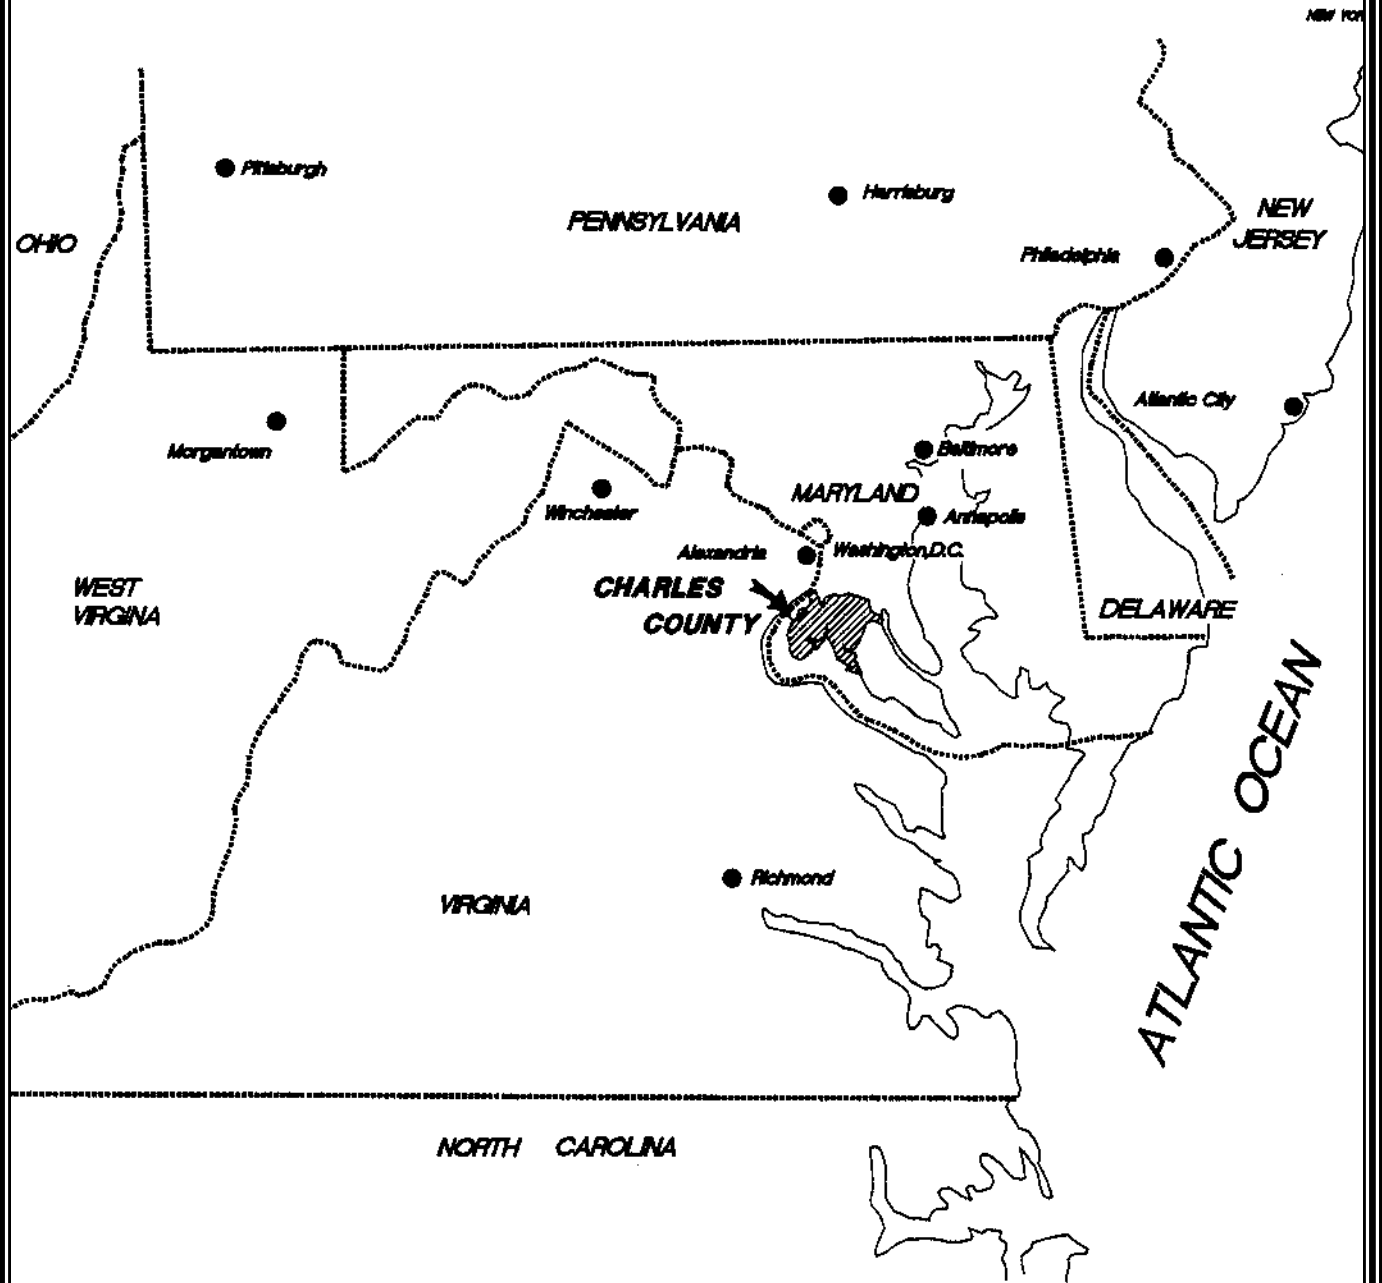 NEW YOR
Pittsburgh
Harrisburg
PENNSYLVANIA
NEW
JERSEY
OHIO
Philadelphia
Atlantic City
Morgantown
Baltimore
MARYLAND
Winchester
Annapolis
Alexandria
Washington,D.C.
WEST
VIRGINA
CHARLES
COUNTY
DELAWARE
ATLANTIC OCEAN
Richmond
VIRGINIA
NORTH CAROLINA